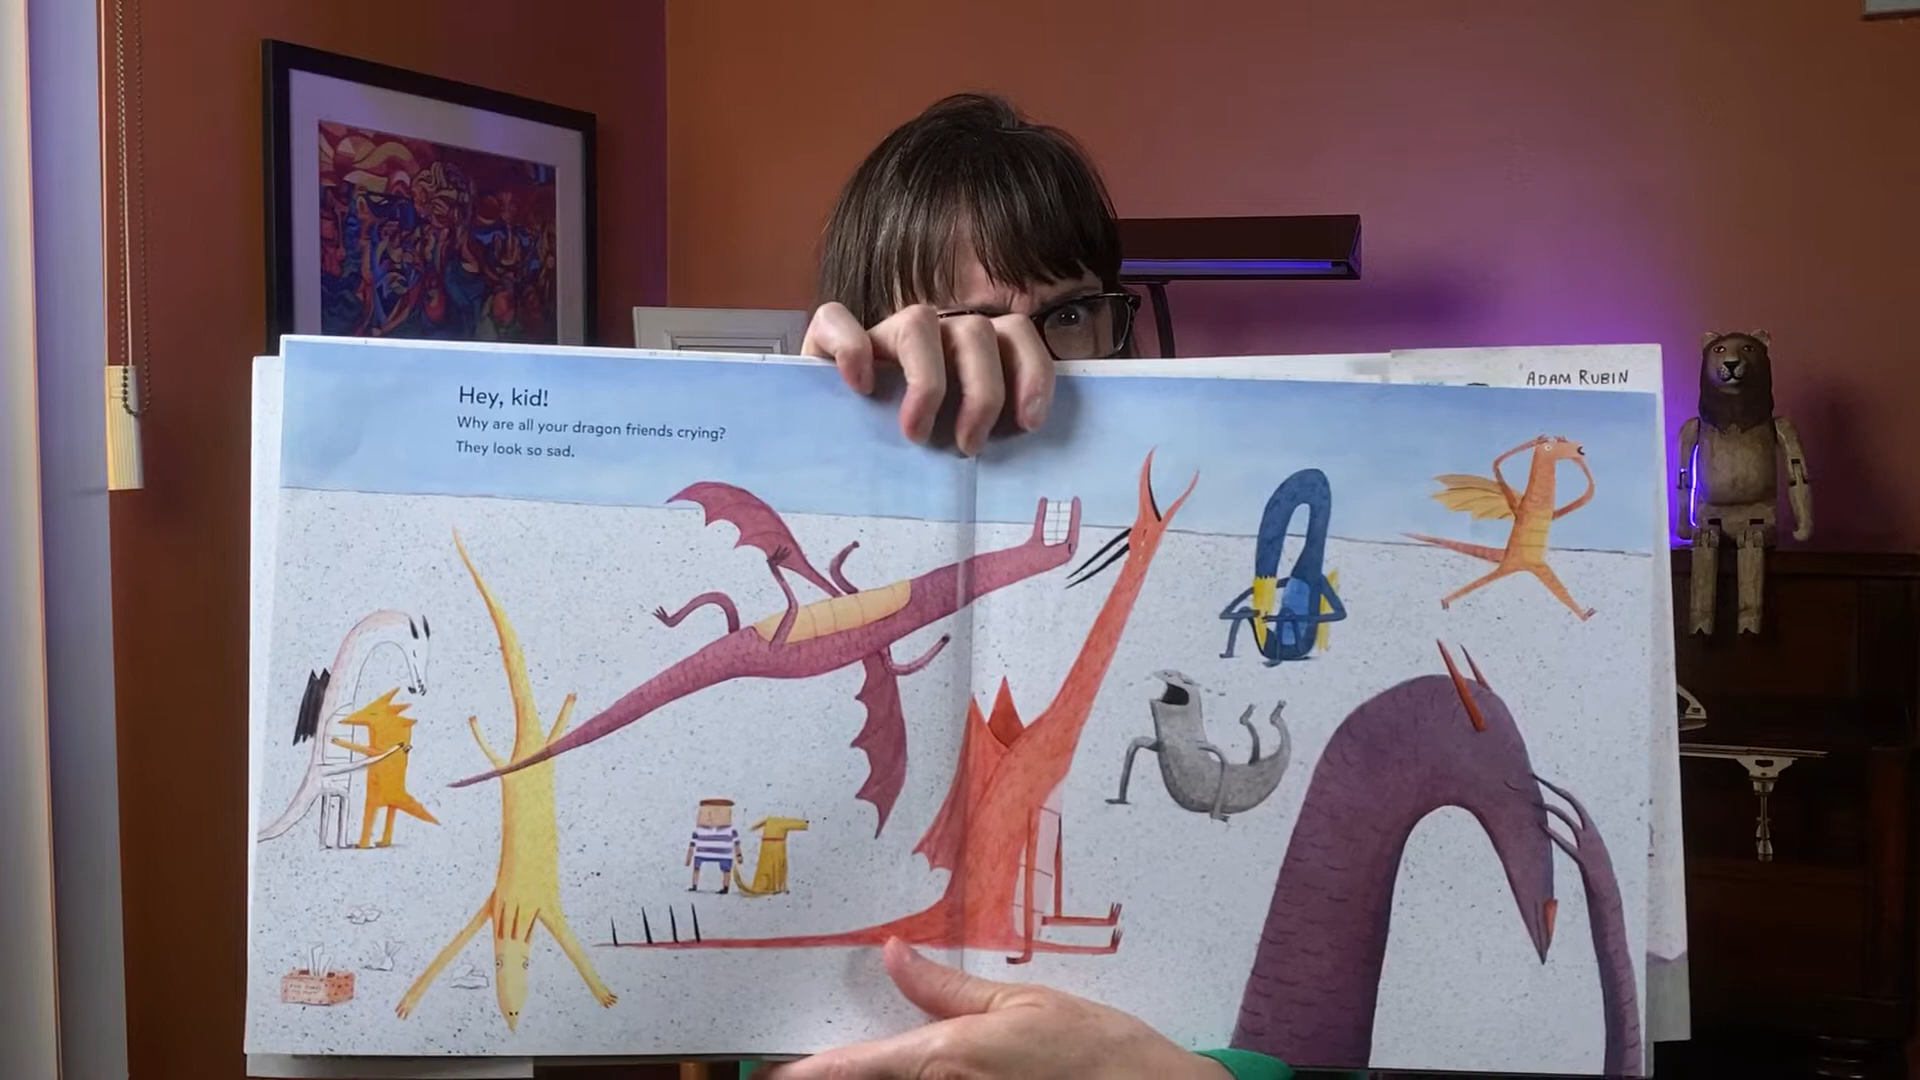 Hey, kid!
Why are all your dragon friends crying?
They look so sad.
ADAM RUBIN